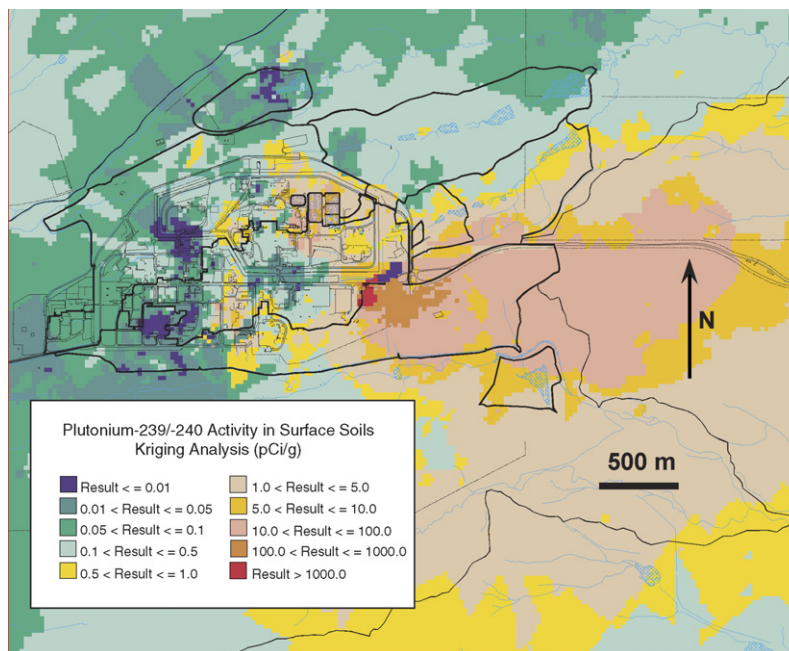 N
500 m
Plutonium-239/-240 Activity in Surface Soils
Kriging Analysis (pCi/g)
Result <= 0.01
0.01 < Result <= 0.05
0.05 < Result <= 0.1
0.1 < Result <= 0.5
0.5 < Result <= 1.0
1.0 < Result <= 5.0
5.0 < Result <= 10.0
10.0 < Result <= 100.0
100.0 < Result <= 1000.0
Result > 1000.0